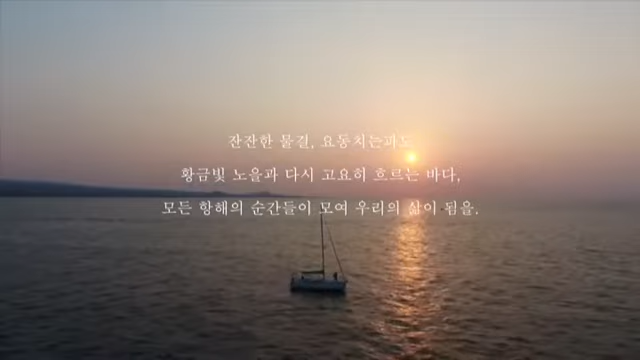 잔잔한 물결, 요동치는파도
황금빛 노을과 다시 고요히 흐르는 바다,
모든 항해의 순간들이 모여 우리의 삶이 됨을.